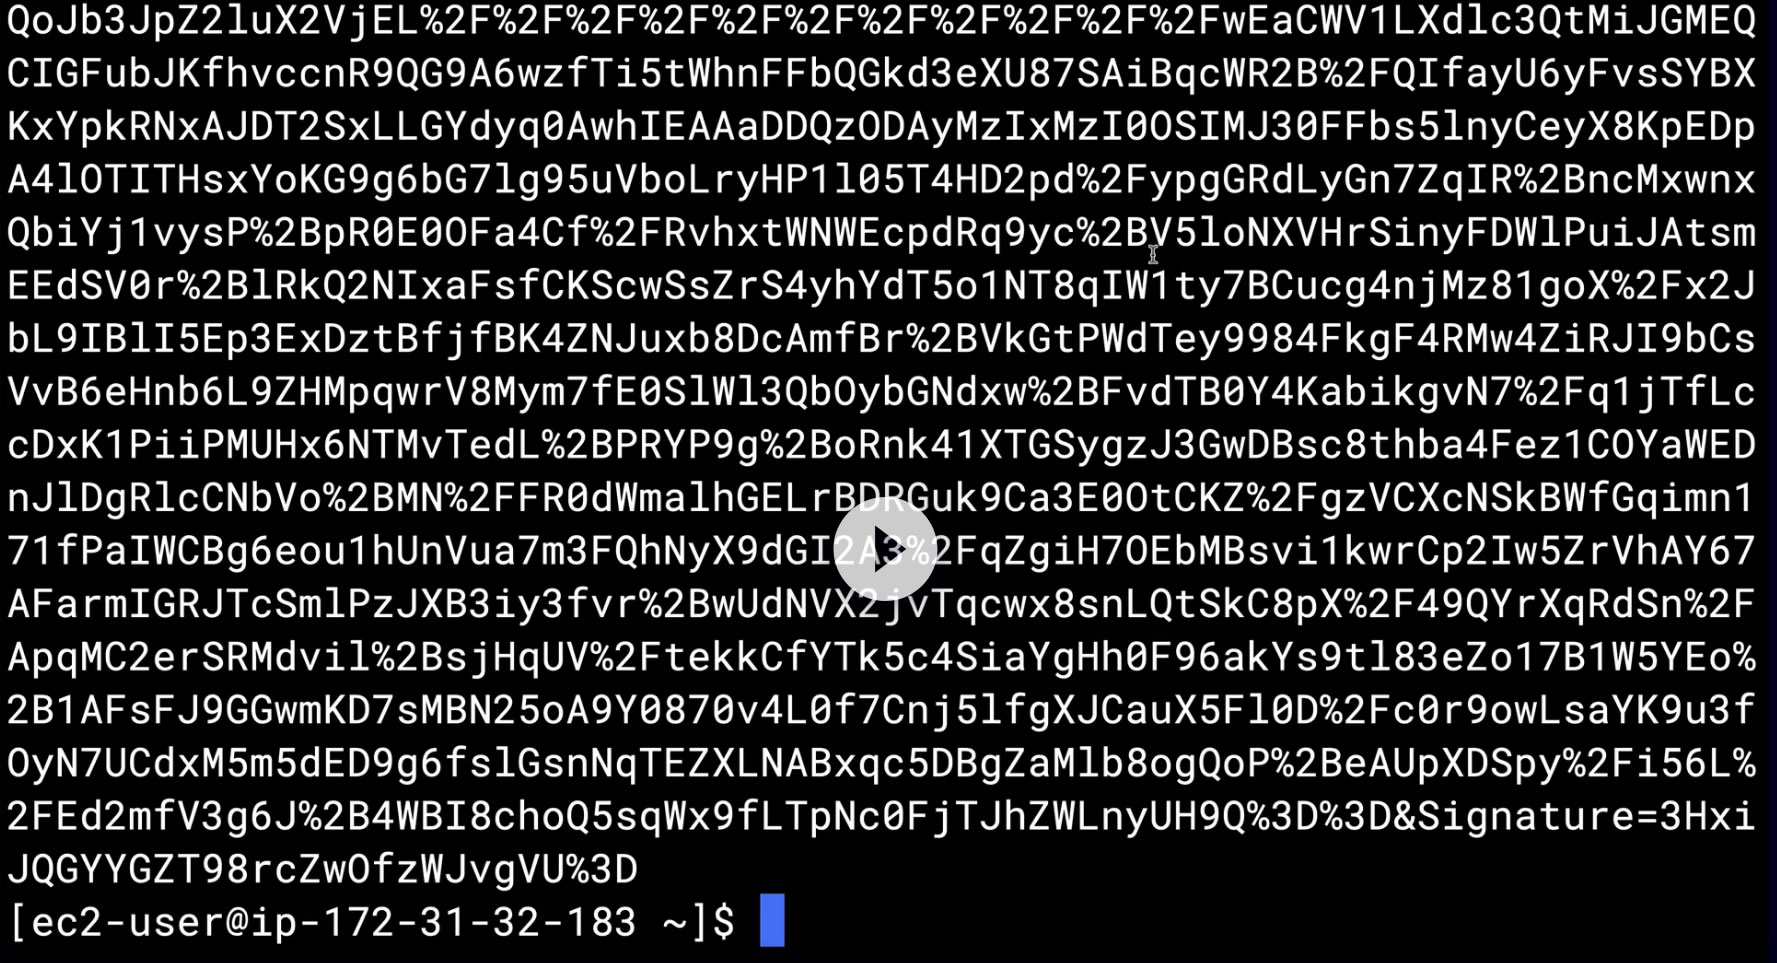 QoJb3JpZ2luX2VjEL%2F%2F%2F%2F%2F%2F%2F%2F%2F%2FwEaCWV1LXdlc3QtMiJGMEQ
CIGFubJKfhvccnR9QG9A6wzfTi5tWhnFFbQGkd3eXU87SAiBqcWR2B%2FQIfayU6yFvsSYBX
KxYpkRNxAJDT2SxLLGYdyq0AwhIEAAaDDQzODAyMzIxMzI0OSIMJ30FFbs5lnyCeyX8KpEDp
A4lOTITHsxYoKG9g6bG7lg95uVboLryHP1l05T4HD2pd%2FypgGRdLyGn7ZqIR%2BncMxwnx
QbiYj1vysP%2BpR0E0OFa4Cf%2FRvhxtWNWEcpdRq9yc%2BV5loNXVHrSinyFDWlPuiJAtsm
EEdSV0r%2BlRkQ2NIxaFsfCKScwSsZrS4yhYdT5o1NT8qIW1ty7BCucg4njMz81goX%2Fx2J
bL9IBlI5Ep3ExDztBfjfBK4ZNJuxb8DcAmfBr%2BVkGtPWdTey9984FkgF4RMw4ZiRJI9bCs
VvB6eHnb6L9ZHMpqwrV8Mym7fE0SlWl3QbOybGNdxw%2BFvdTB0Y4KabikgvN7%2Fq1jTfLc
cDxK1PiiPMUHx6NTMvTedL%2BPRYP9g%2BoRnk41XTGSygzJ3GwDBsc8thba4Fez1COYaWED
nJlDgRlcCNbVo%2BMN%2FFR0dWmalhGELrBDRGuk9Ca3E0OtCKZ%2FgzVCXcNSkBWfGqimn1
71fPaIWCBg6eou1hUnVua7m3FQhNyX9dGI2A3%2FqZgiH7OEbMBsvi1kwrCp2Iw5ZrVhAY67
AFarmIGRJTcSmlPzJXB3iy3fvr%2BwUdNVX2jvTqcwx8snLQtSkC8pX%2F49QYrXqRdSn%2F
ApqMC2erSRMdvil%2BsjHqUV%2FtekkCfYTk5c4SiaYgHh0F96akYs9tl83eZo17B1W5YEo%
2B1AFsFJ9GGwmKD7sMBN25oA9Y0870v4L0f7Cnj5lfgXJCauX5Fl0D%2Fc0r9owLsaYK9u3f
OyN7UCdxM5m5dED9g6fslGsnNqTEZXLNABxqc5DBgZaMlb8ogQoP%2BeAUpXDSpy%2Fi56L%
2FEd2mfV3g6J%2B4WBI8choQ5sqWx9fLTpNc0FjTJhZWLnyUH9Q%3D%3D&Signature=3Hxi
JQGYYGZT98rcZwOfzWJvgVU%3D
[ec2-user@ip-172-31-32-183 ~]$